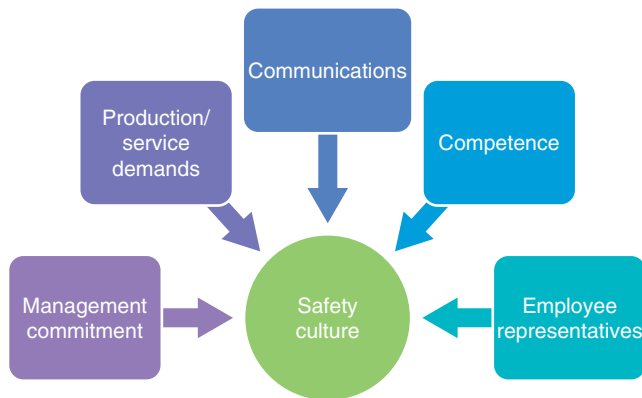 Communications
Production/
service
demands
Competence
Management
commitment
Safety
culture
Employee
representatives